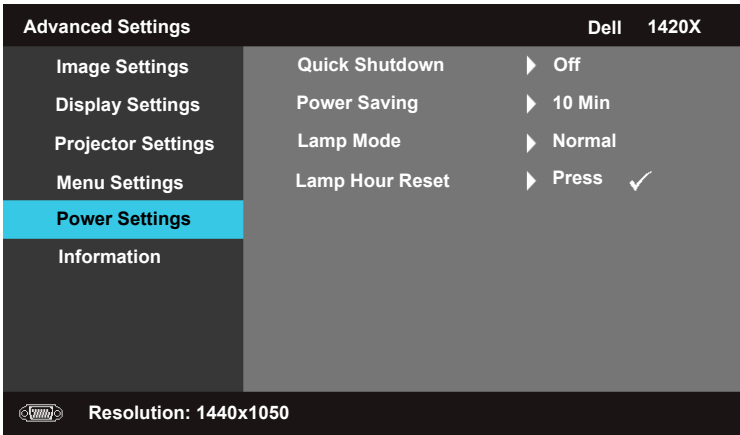 Advanced Settings Dell 1420X
Image Settings Quick Shutdown Off
Display Settings Power Saving 10 Min
Projector Settings Lamp Mode Normal
Menu Settings Lamp Hour Reset Press
Power Settings
Information
Resolution: 1440x1050